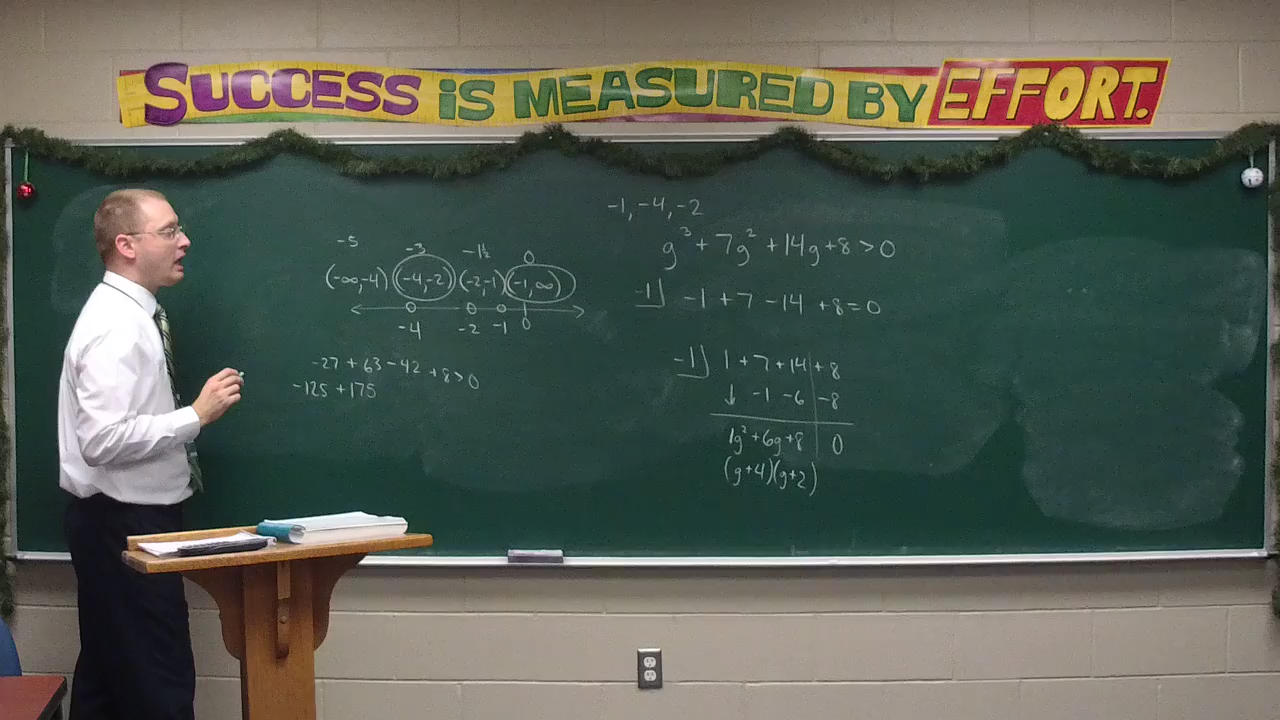 SUCCESS IS MEASURED BY EFFORT.
-5 -3 -1½ 0
(-∞,-4) (-4,-2) (-2,-1) (-1,∞)
-4 -2 -1 0
-27 + 63 - 42 + 8 > 0
-125 + 175
-1, -4, -2
g³ + 7g² + 14g + 8 > 0
-1⌋ -1 + 7 - 14 + 8 = 0
-1⌋ 1 + 7 + 14 + 8
↓ -1 -6 -8
1g² + 6g + 8 0
(g+4)(g+2)